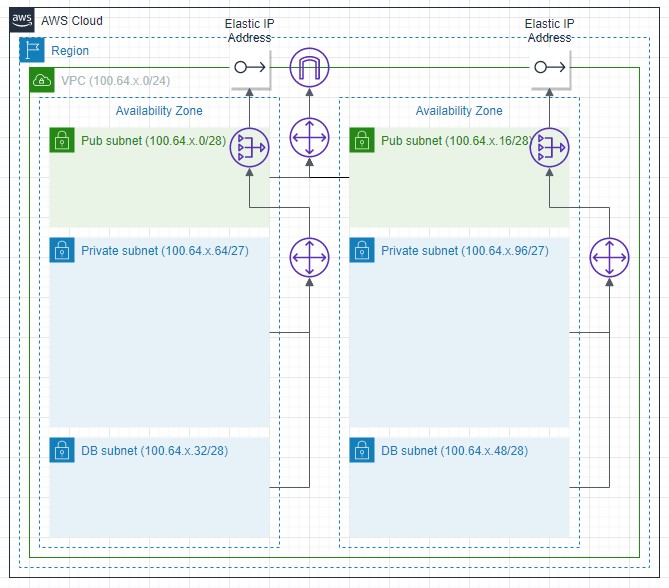 aws
AWS Cloud
Elastic IP
Address
Elastic IP
Address
Region
VPC (100.64.x.0/24)
Availability Zone
Availability Zone
Pub subnet (100.64.x.0/28)
Pub subnet (100.64.x.16/28)
Private subnet (100.64.x.64/27)
Private subnet (100.64.x.96/27)
DB subnet (100.64.x.32/28)
DB subnet (100.64.x.48/28)